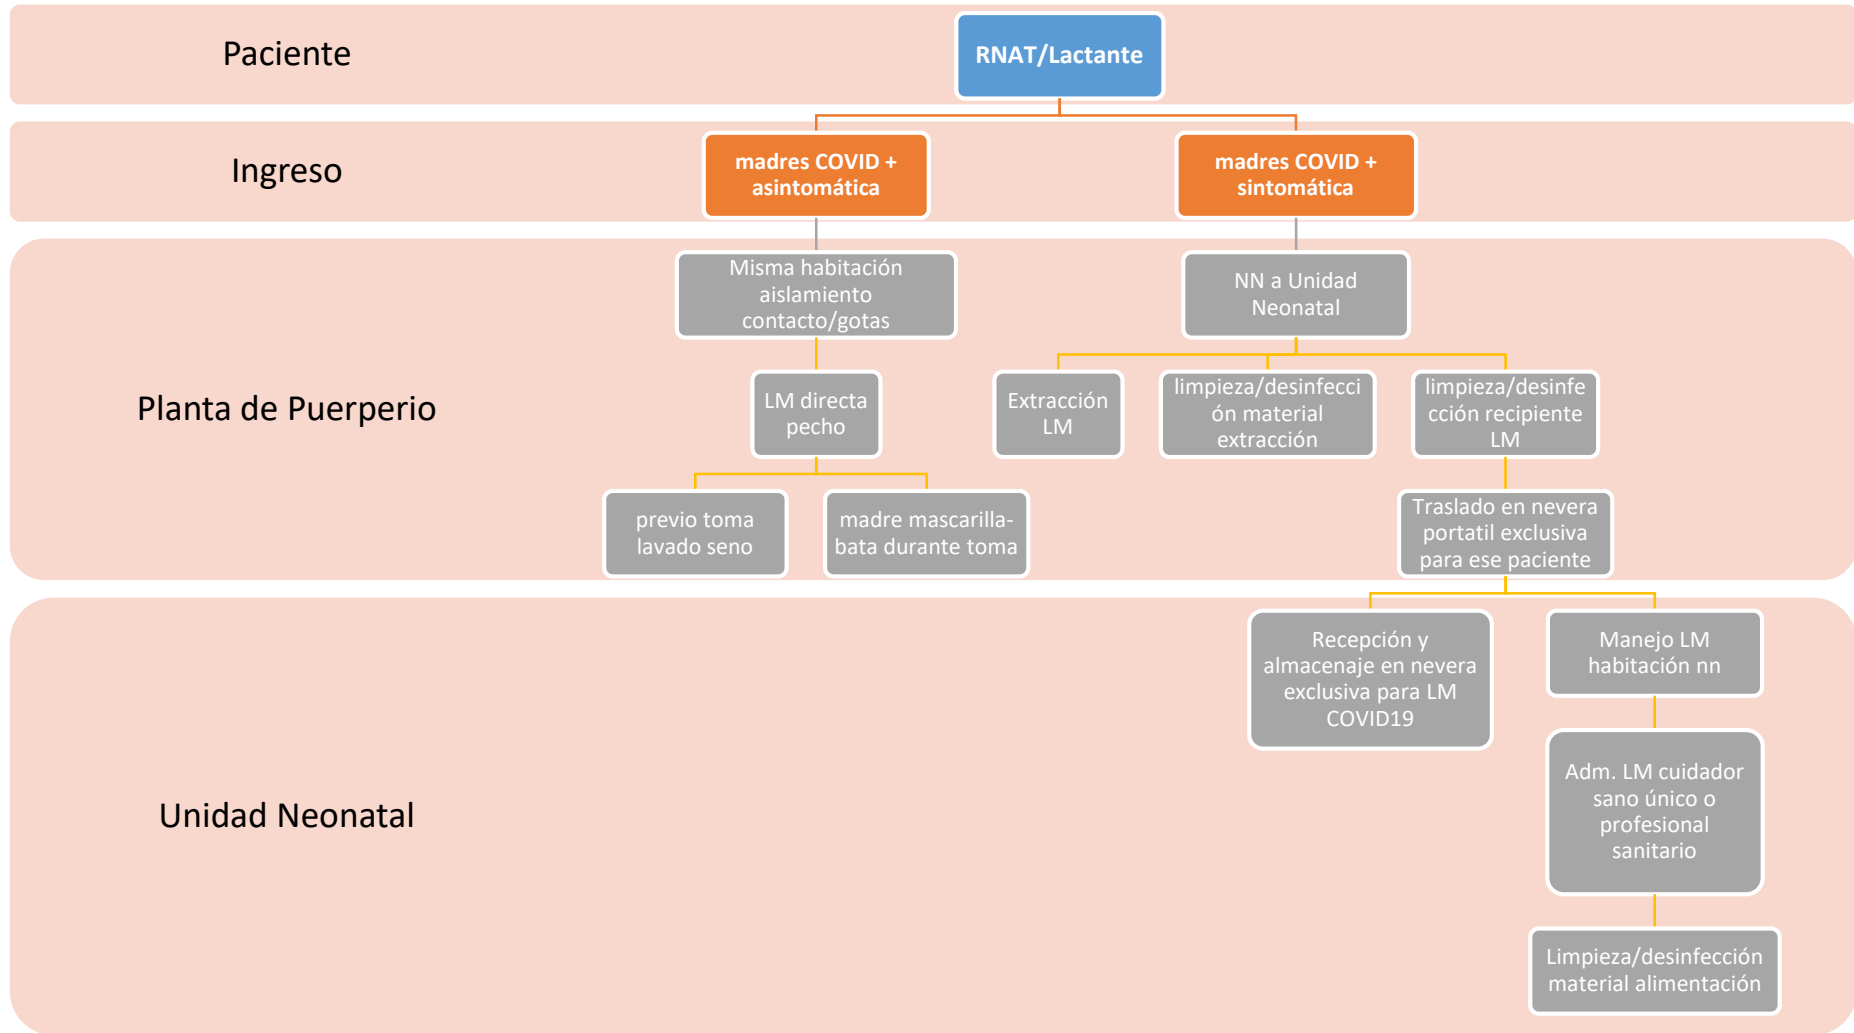 Paciente
RNAT/Lactante
Ingreso
madres COVID +
asintomática
madres COVID +
sintomática
Planta de Puerperio
Misma habitación
aislamiento
contacto/gotas
NN a Unidad
Neonatal
LM directa
pecho
Extracción
LM
limpieza/desinfecci
ón material
extracción
limpieza/desinfe
cción recipiente
LM
previo toma
lavado seno
madre mascarilla-
bata durante toma
Traslado en nevera
portatil exclusiva
para ese paciente
Unidad Neonatal
Recepción y
almacenaje en nevera
exclusiva para LM
COVID19
Manejo LM
habitación nn
Adm. LM cuidador
sano único o
profesional
sanitario
Limpieza/desinfección
material alimentación